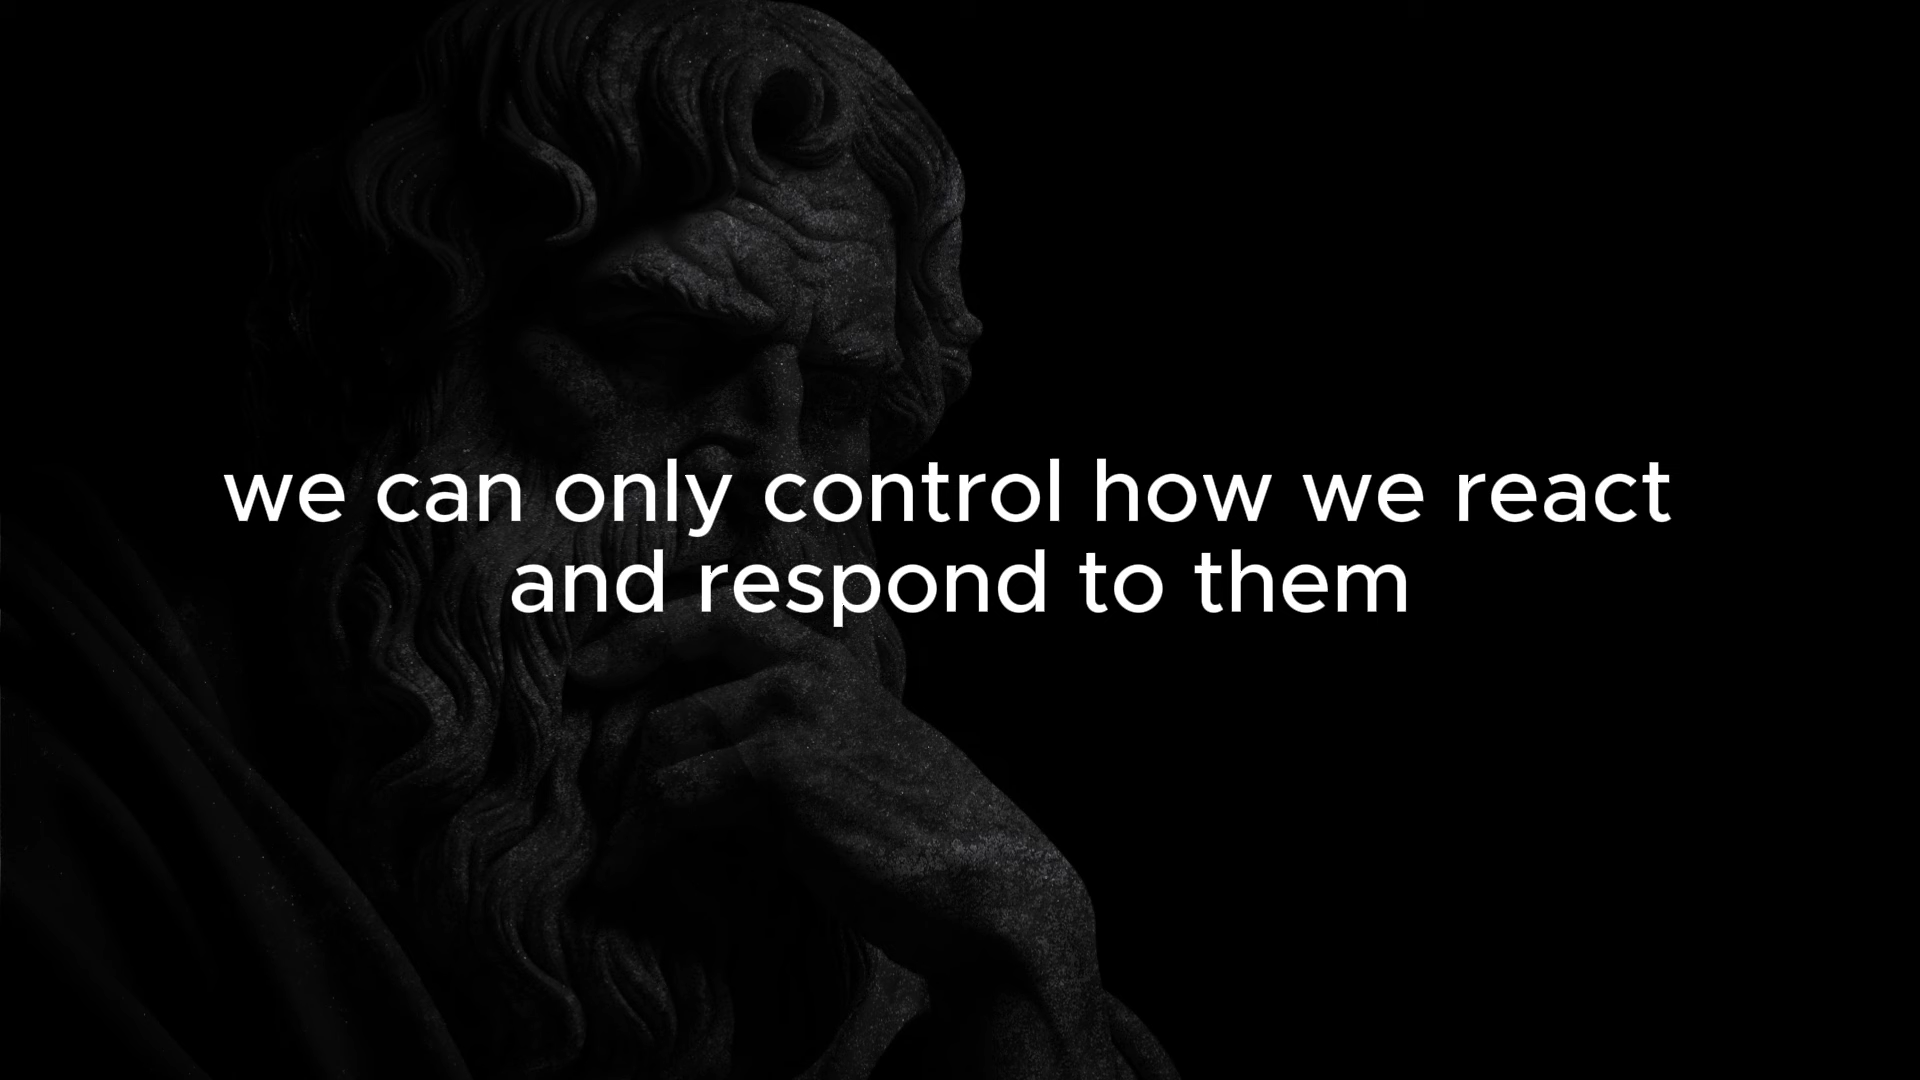 we can only control how we react
and respond to them